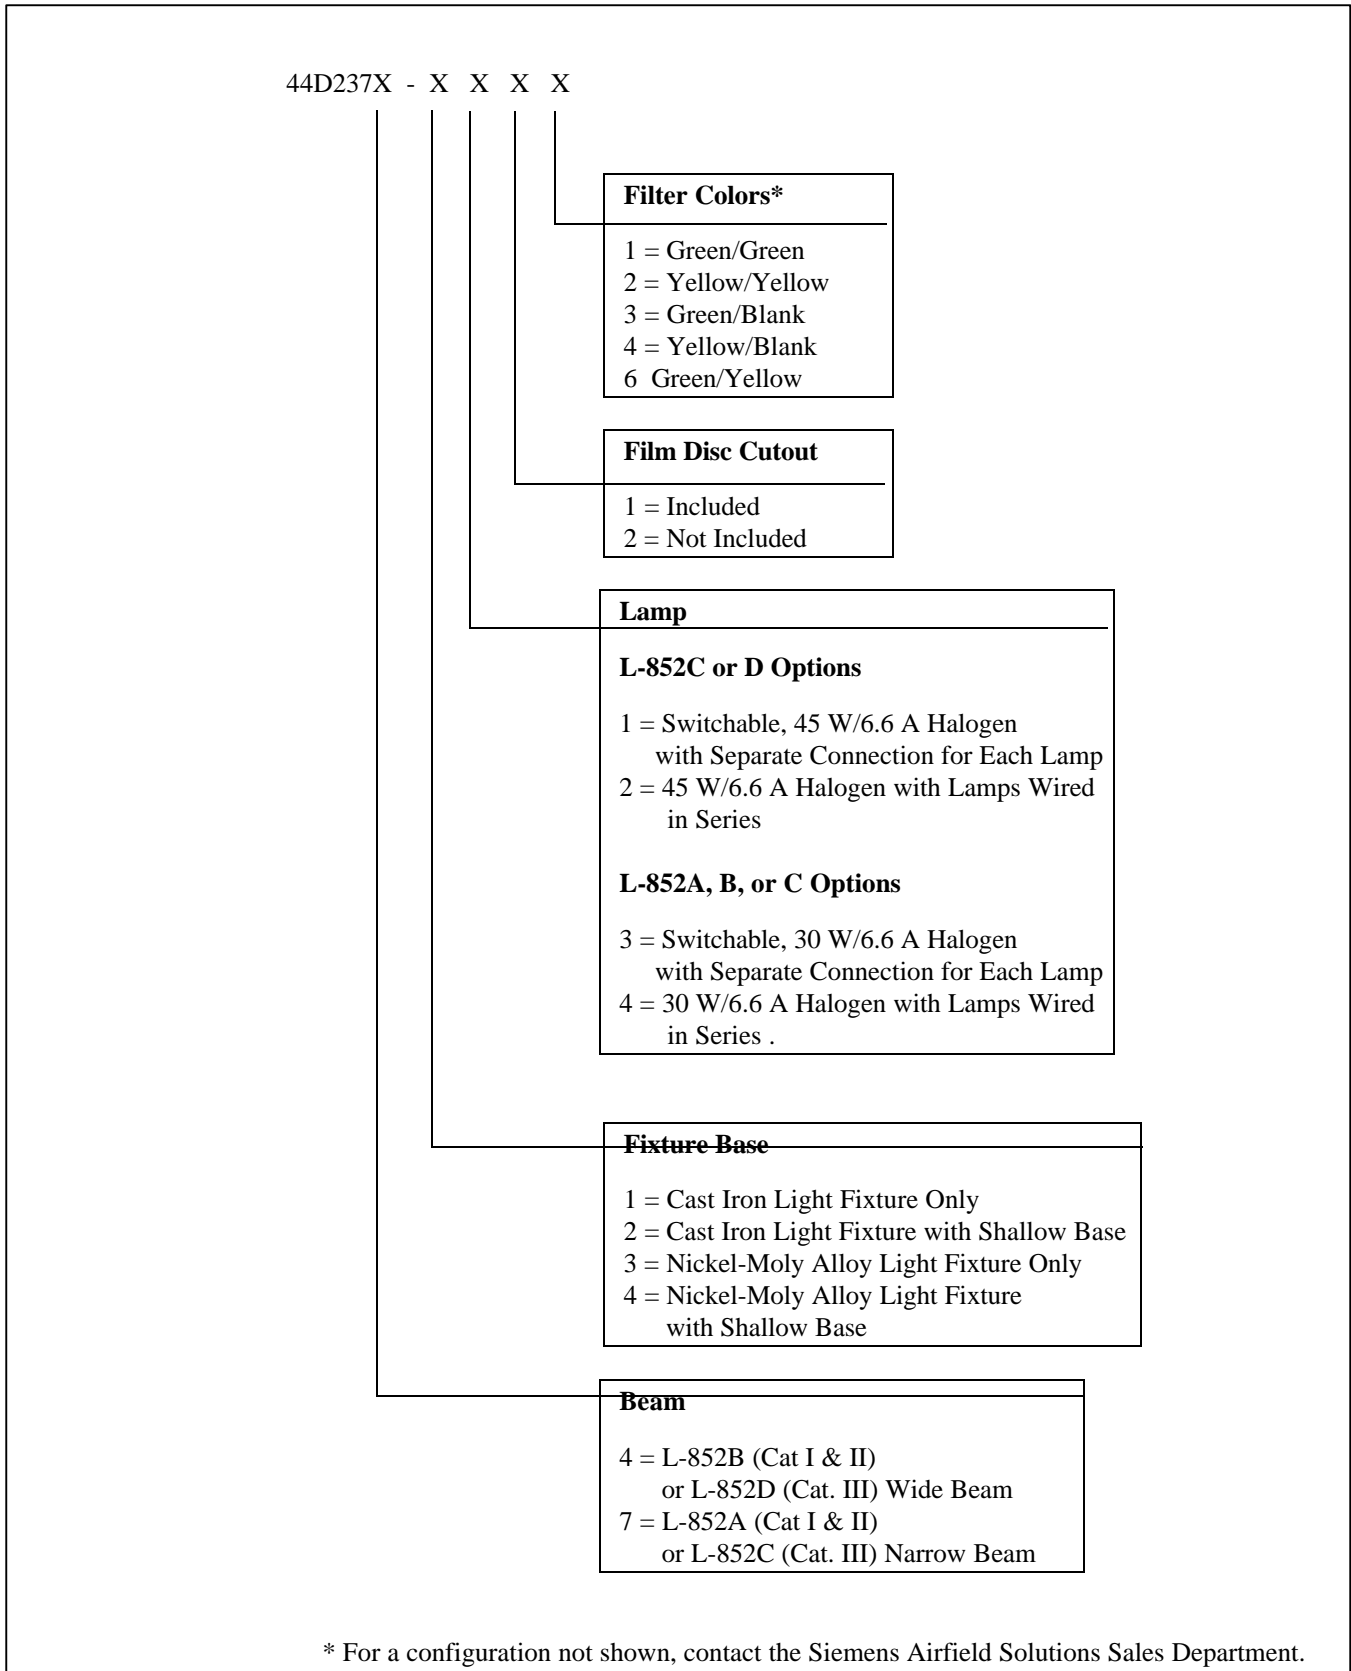 44D237X - X X X X
Filter Colors*
1 = Green/Green
2 = Yellow/Yellow
3 = Green/Blank
4 = Yellow/Blank
6 Green/Yellow
Film Disc Cutout
1 = Included
2 = Not Included
Lamp
L-852C or D Options
1 = Switchable, 45 W/6.6 A Halogen
with Separate Connection for Each Lamp
2 = 45 W/6.6 A Halogen with Lamps Wired
in Series
L-852A, B, or C Options
3 = Switchable, 30 W/6.6 A Halogen
with Separate Connection for Each Lamp
4 = 30 W/6.6 A Halogen with Lamps Wired
in Series .
Fixture Base
1 = Cast Iron Light Fixture Only
2 = Cast Iron Light Fixture with Shallow Base
3 = Nickel-Moly Alloy Light Fixture Only
4 = Nickel-Moly Alloy Light Fixture
with Shallow Base
Beam
4 = L-852B (Cat I & II)
or L-852D (Cat. III) Wide Beam
7 = L-852A (Cat I & II)
or L-852C (Cat. III) Narrow Beam
* For a configuration not shown, contact the Siemens Airfield Solutions Sales Department.